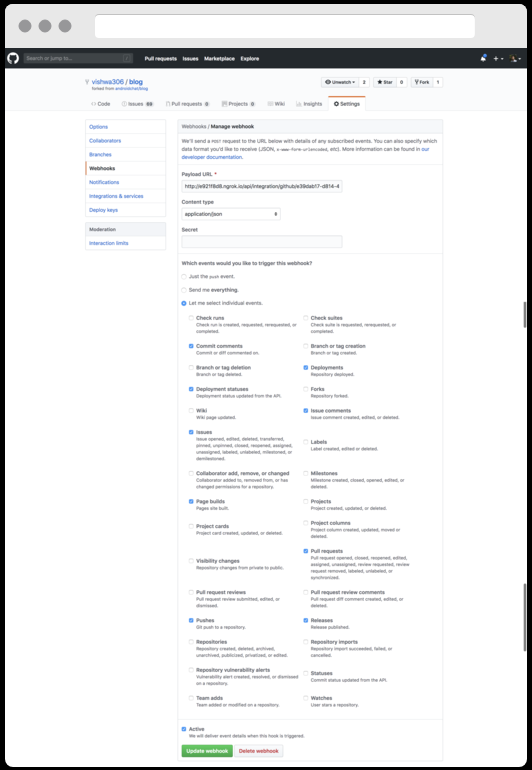 Search or jump to...
Pull requests Issues Marketplace Explore
vishwa306 / blog
Unwatch 2 Star 0 Fork 1
Code Issues Pull requests 0 Projects 0 Wiki Insights Settings
Options
Collaborators
Branches
Webhooks
Notifications
Integrations & services
Deploy keys
Moderation
Interaction limits
Webhooks / Manage webhook
We'll send a POST request to the URL below with details of any subscribed events. You can also specify which
data format you'd like to receive (JSON, x-www-form-urlencoded, etc). More information can be found in our
developer documentation.
Payload URL *
http://e921f8d8.ngrok.io/api/integration/github/e39dab17-d814-4
Content type
application/json
Secret
Which events would you like to trigger this webhook?
Just the push event.
Send me everything.
Let me select individual events.
Check runs
Check run is created, requested, rerequested, or
completed.
Check suites
Check suite is requested, rerequested, or
completed.
Commit comments
Commit or diff commented on.
Branch or tag creation
Branch or tag created.
Branch or tag deletion
Branch or tag deleted.
Deployments
Repository deployed.
Deployment statuses
Deployment status updated from the API.
Forks
Repository forked.
Wiki
Wiki page updated.
Issue comments
Issue comment created, edited, or deleted.
Issues
Issue opened, edited, deleted, transferred,
pinned, unpinned, closed, reopened, assigned,
unassigned, labeled, unlabeled, milestoned, or
demilestoned.
Labels
Label created, edited or deleted.
Collaborator add, remove, or changed
Collaborator added to, removed from, or has
changed permissions for a repository.
Milestones
Milestone created, closed, opened, edited, or
deleted.
Page builds
Pages site built.
Projects
Project created, updated, or deleted.
Project cards
Project card created, updated, or deleted.
Project columns
Project column created, updated, moved or
deleted.
Visibility changes
Repository changes from private to public.
Pull requests
Pull request opened, closed, reopened, edited,
assigned, unassigned, review requested, review
request removed, labeled, unlabeled, or
synchronized.
Pull request reviews
Pull request review submitted, edited, or
dismissed.
Pull request review comments
Pull request diff comment created, edited, or
deleted.
Pushes
Git push to a repository.
Releases
Release published.
Repositories
Repository created, deleted, archived,
unarchived, publicized, privatized, or edited.
Repository imports
Repository import succeeded, failed, or
cancelled.
Repository vulnerability alerts
Vulnerability alert created, resolved, or dismissed
on a repository.
Statuses
Commit status updated from the API.
Team adds
Team added or modified on a repository.
Watches
User stars a repository.
Active
We will deliver event details when this hook is triggered.
Update webhook Delete webhook